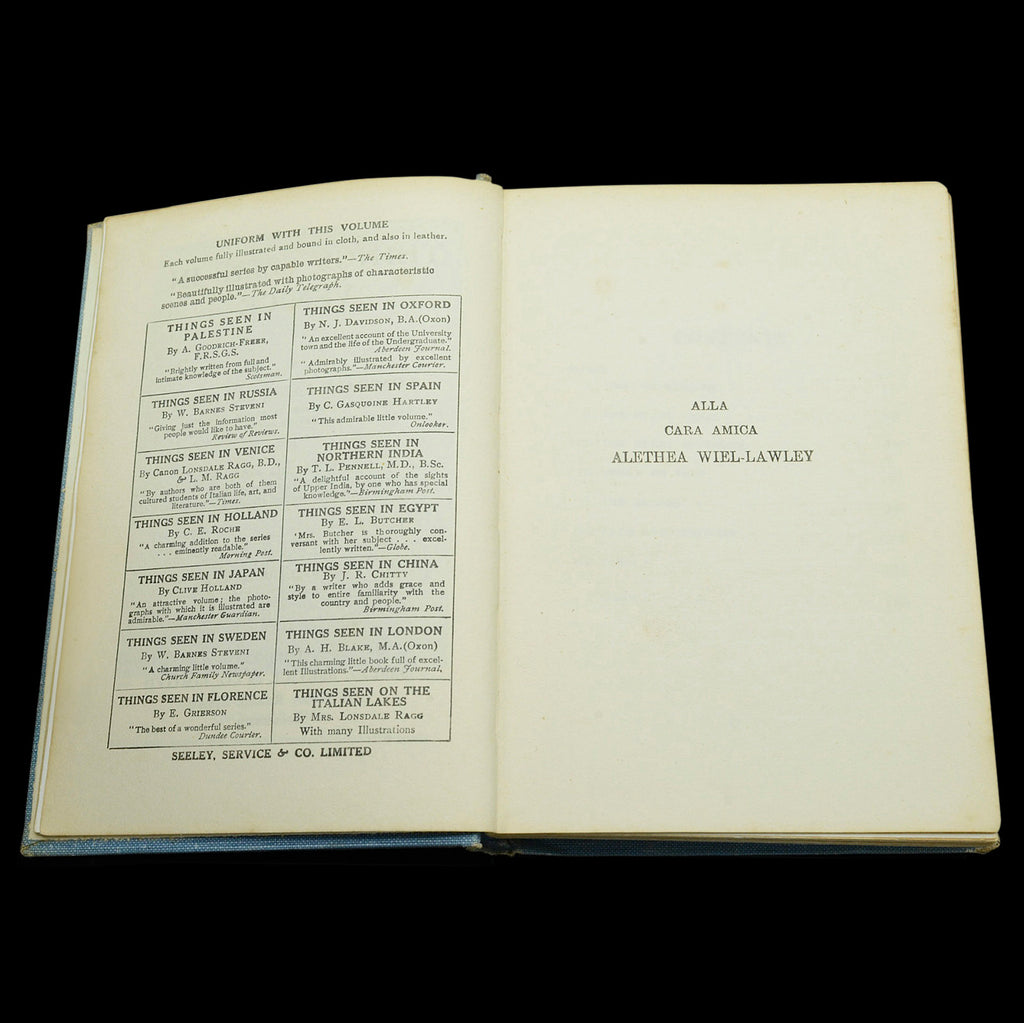 UNIFORM WITH THIS VOLUME
Each volume fully illustrated and bound in cloth, and also in leather.
"A successful series by capable writers."—The Times.
"Beautifully illustrated with photographs of characteristic
scenes and people."—The Daily Telegraph.
THINGS SEEN IN
PALESTINE
By A. GOODRICH-FREER,
F.R.S.G.S.
"Brightly written from full and
intimate knowledge of the subject."
Scotsman.
THINGS SEEN IN RUSSIA
By W. BARNES STEVENI
"Giving just the information most
people would like to have."
Review of Reviews.
THINGS SEEN IN VENICE
By Canon LONSDALE RAGG, B.D.,
& L. M. RAGG
"By authors who are both of them
cultured students of Italian life, art, and
literature."—Times.
THINGS SEEN IN HOLLAND
By C. E. ROCHE
"A charming addition to the series
. . . eminently readable."
Morning Post.
THINGS SEEN IN JAPAN
By CLIVE HOLLAND
"An attractive volume; the photo-
graphs with which it is illustrated are
admirable."—Manchester Guardian.
THINGS SEEN IN SWEDEN
By W. BARNES STEVENI
"A charming little volume."
Church Family Newspaper.
THINGS SEEN IN FLORENCE
By E. GRIERSON
"The best of a wonderful series."
Dundee Courier.
THINGS SEEN IN OXFORD
By N. J. DAVIDSON, B.A.(Oxon)
"An excellent account of the University
town and the life of the Undergraduate."
Aberdeen Journal.
"Admirably illustrated by excellent
photographs."—Manchester Courier.
THINGS SEEN IN SPAIN
By C. GASQUOINE HARTLEY
"This admirable little volume."
Onlooker.
THINGS SEEN IN
NORTHERN INDIA
By T. L. PENNELL, M.D., B.Sc.
"A delightful account of the sights
of Upper India, by one who has special
knowledge."—Birmingham Post.
THINGS SEEN IN EGYPT
By E. L. BUTCHER
'Mrs. Butcher is thoroughly con-
versant with her subject . . . excel-
lently written."—Globe.
THINGS SEEN IN CHINA
By J. R. CHITTY
"By a writer who adds grace and
style to entire familiarity with the
country and people."
Birmingham Post.
THINGS SEEN IN LONDON
By A. H. BLAKE, M.A.(Oxon)
"This charming little book full of excel-
lent Illustrations."—Aberdeen Journal.
THINGS SEEN ON THE
ITALIAN LAKES
By MRS. LONSDALE RAGG
With many Illustrations
SEELEY, SERVICE & CO. LIMITED
ALLA
CARA AMICA
ALETHEA WIEL-LAWLEY